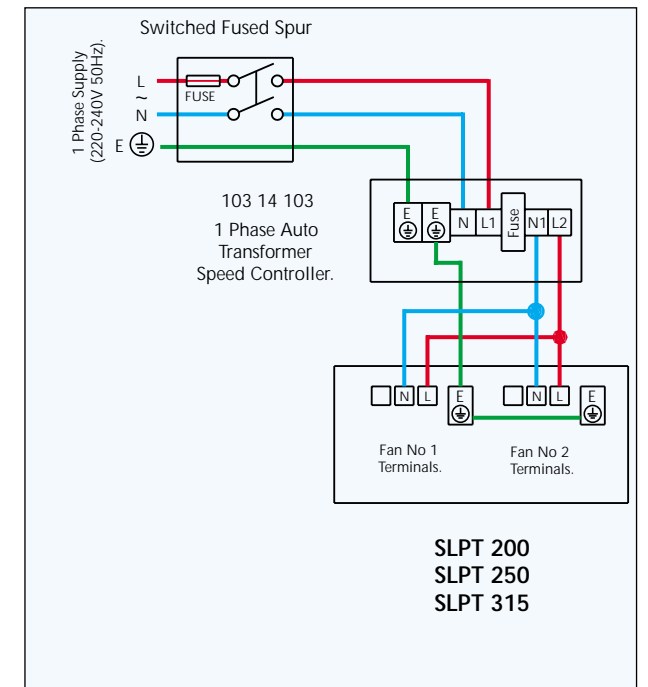 Switched Fused Spur
1 Phase Supply
(220-240V 50Hz).
L
~
N
E
FUSE
103 14 103
1 Phase Auto
Transformer
Speed Controller.
E
E
N
L1
Fuse
N1
L2
N
L
E
N
L
E
Fan No 1
Terminals.
Fan No 2
Terminals.
SLPT 200
SLPT 250
SLPT 315